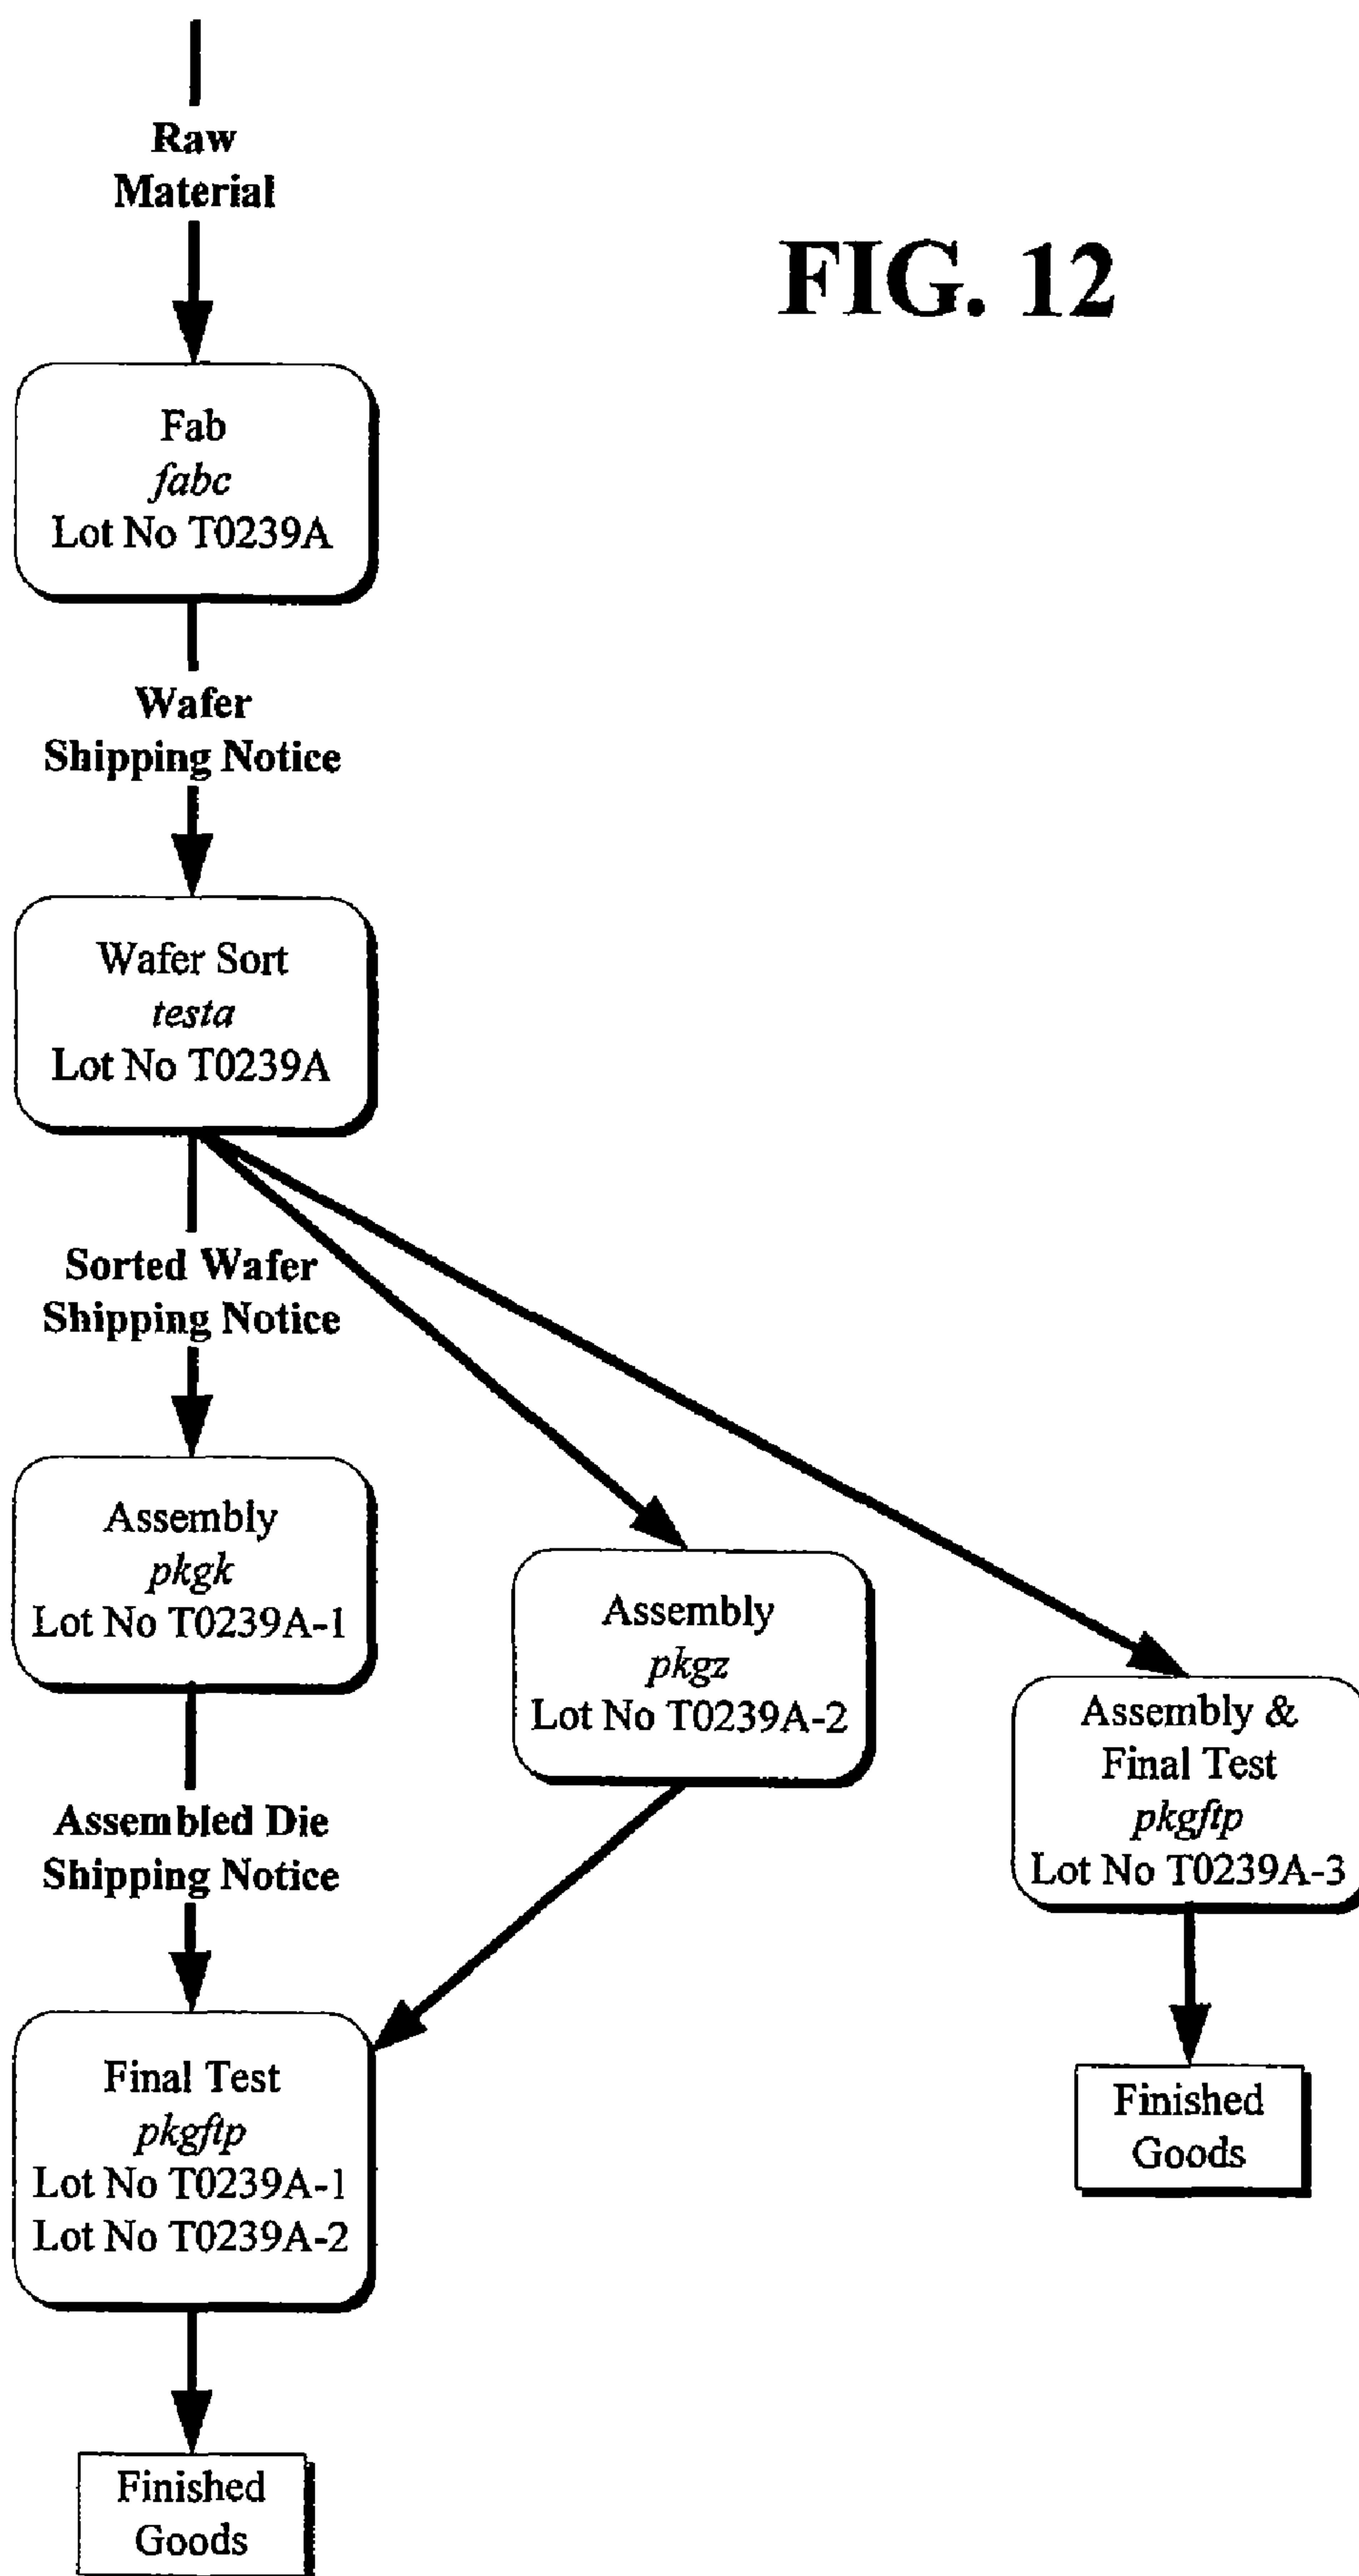 Raw
Material
FIG. 12
Fab
fabc
Lot No T0239A
Wafer
Shipping Notice
Wafer Sort
testa
Lot No T0239A
Sorted Wafer
Shipping Notice
Assembly
pkgk
Lot No T0239A-1
Assembly
pkgz
Lot No T0239A-2
Assembly &
Final Test
pkgftp
Lot No T0239A-3
Assembled Die
Shipping Notice
Final Test
pkgftp
Lot No T0239A-1
Lot No T0239A-2
Finished
Goods
Finished
Goods